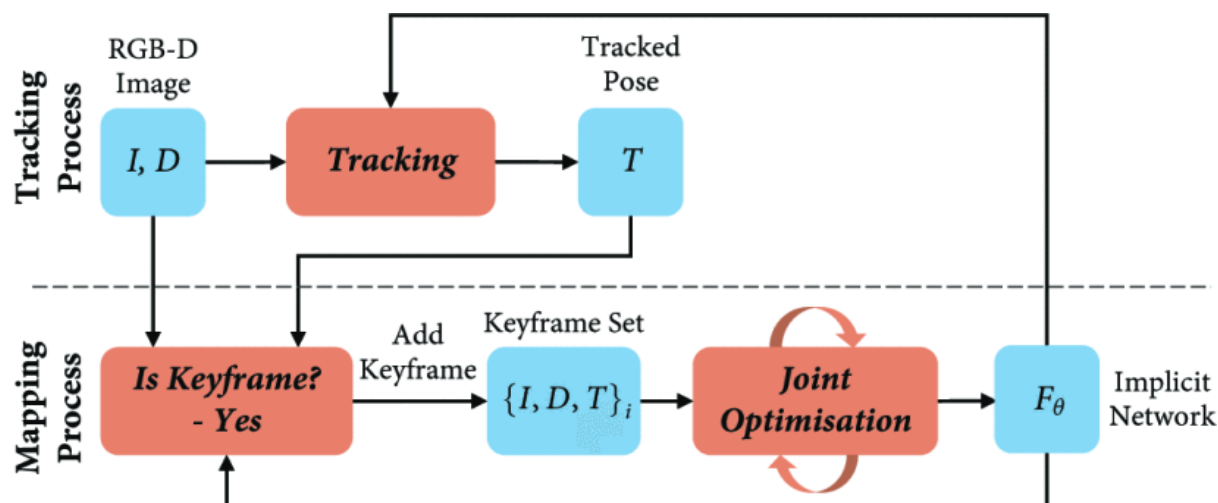 Tracking
Process
RGB-D
Image
I, D
Tracking
Tracked
Pose
T
Mapping
Process
Is Keyframe?
- Yes
Add
Keyframe
Keyframe Set
{I, D, T}ᵢ
Joint
Optimisation
F_θ
Implicit
Network